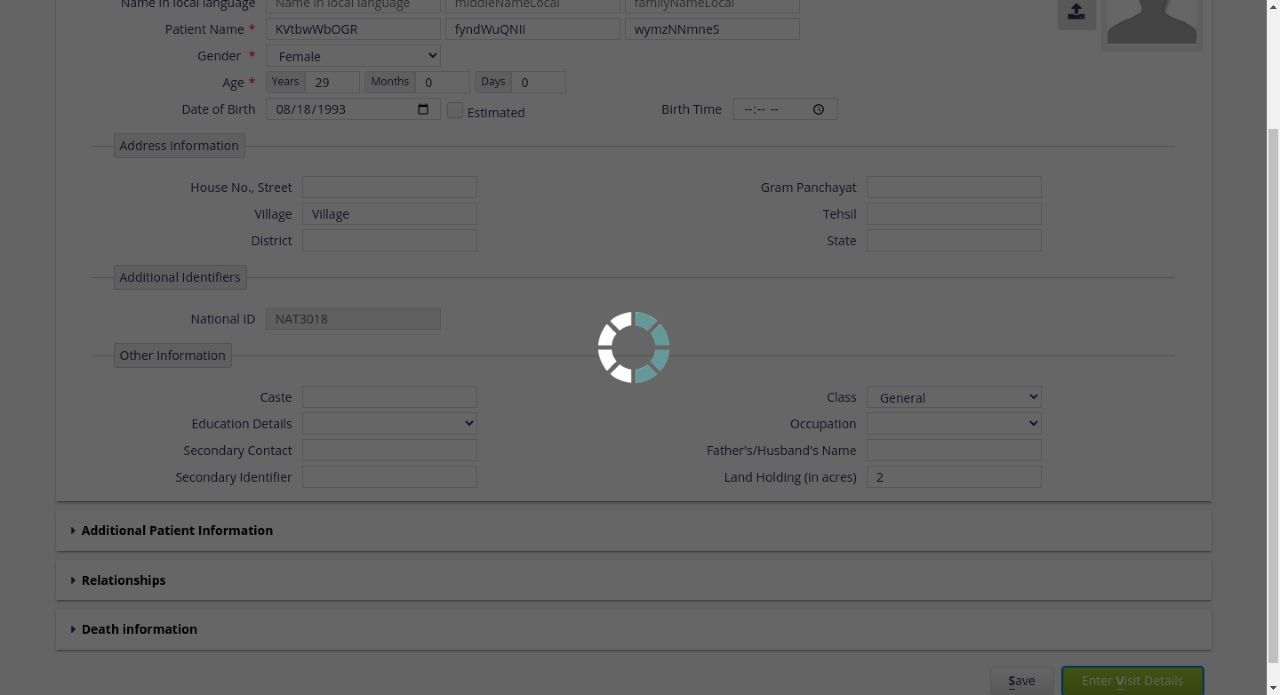 Name in local language Name in local language middleNameLocal familyNameLocal
Patient Name * KVtbwWbOGR fyndWuQNII wymzNNmneS
Gender * Female
Age * Years 29 Months 0 Days 0
Date of Birth 08/18/1993 Estimated Birth Time --:-- --
Address Information
House No., Street Gram Panchayat
Village Village Tehsil
District State
Additional Identifiers
National ID NAT3018
Other Information
Caste Class General
Education Details Occupation
Secondary Contact Father's/Husband's Name
Secondary Identifier Land Holding (in acres) 2
Additional Patient Information
Relationships
Death information
Save Enter Visit Details